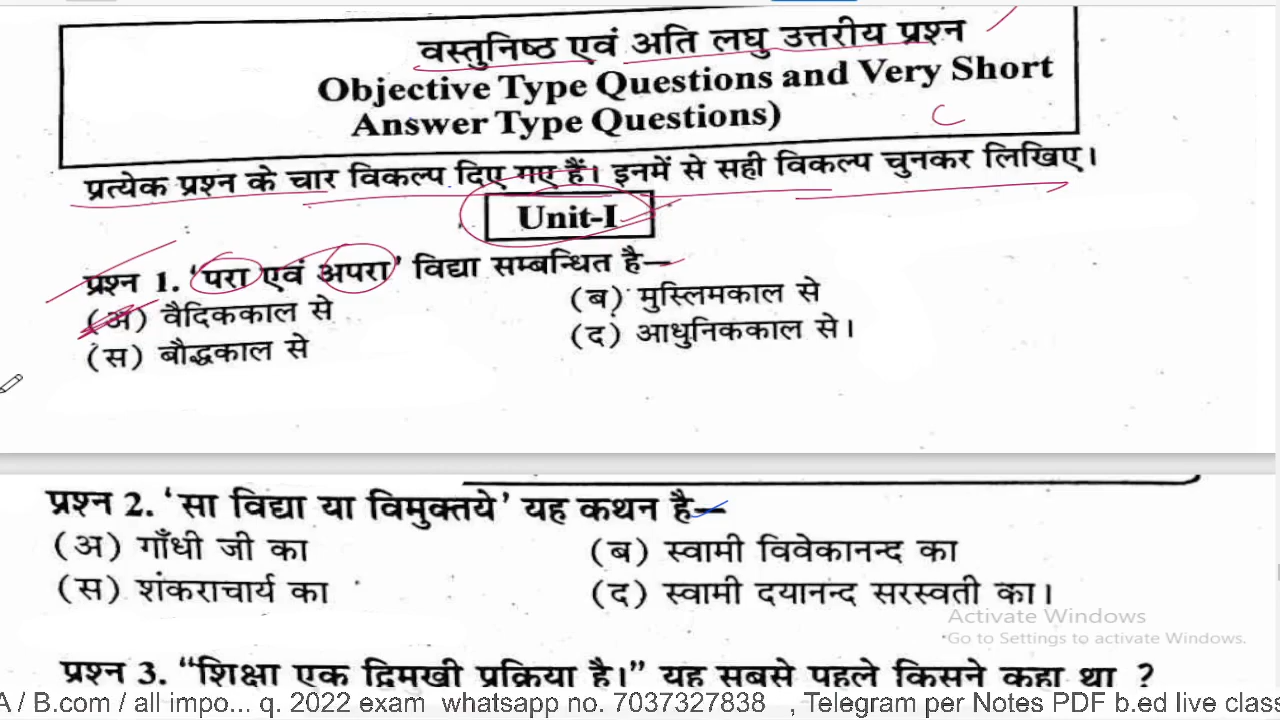 वस्तुनिष्ठ एवं अति लघु उत्तरीय प्रश्न
Objective Type Questions and Very Short
Answer Type Questions)
प्रत्येक प्रश्न के चार विकल्प दिए गए हैं। इनमें से सही विकल्प चुनकर लिखिए।
Unit-I
प्रश्न 1. ‘परा एवं अपरा’ विद्या सम्बन्धित है—
(अ) वैदिककाल से (ब) मुस्लिमकाल से
(स) बौद्धकाल से (द) आधुनिककाल से।
प्रश्न 2. ‘सा विद्या या विमुक्तये’ यह कथन है—
(अ) गाँधी जी का (ब) स्वामी विवेकानन्द का
(स) शंकराचार्य का (द) स्वामी दयानन्द सरस्वती का।
Activate Windows
Go to Settings to activate Windows.
प्रश्न 3. “शिक्षा एक द्विमखी प्रक्रिया है।” यह सबसे पहले किसने कहा था ?
A / B.com / all impo... q. 2022 exam whatsapp no. 7037327838 , Telegram per Notes PDF b.ed live class